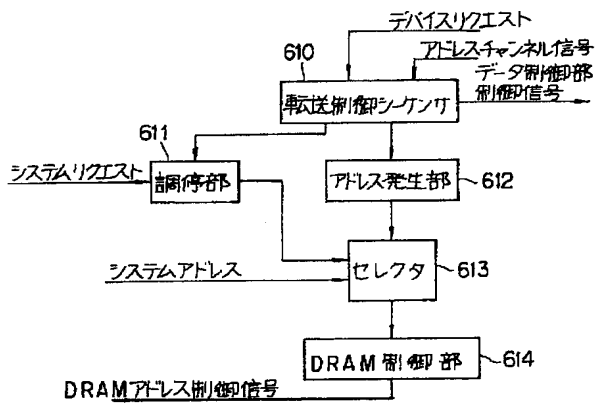 デバイスリクエスト
610
アドレスチャンネル信号
データ制御部
制御信号
転送制御シーケンサ
611
システムリクエスト
調停部
アドレス発生部
612
システムアドレス
セレクタ
613
DRAM制御部
614
DRAMアドレス制御信号